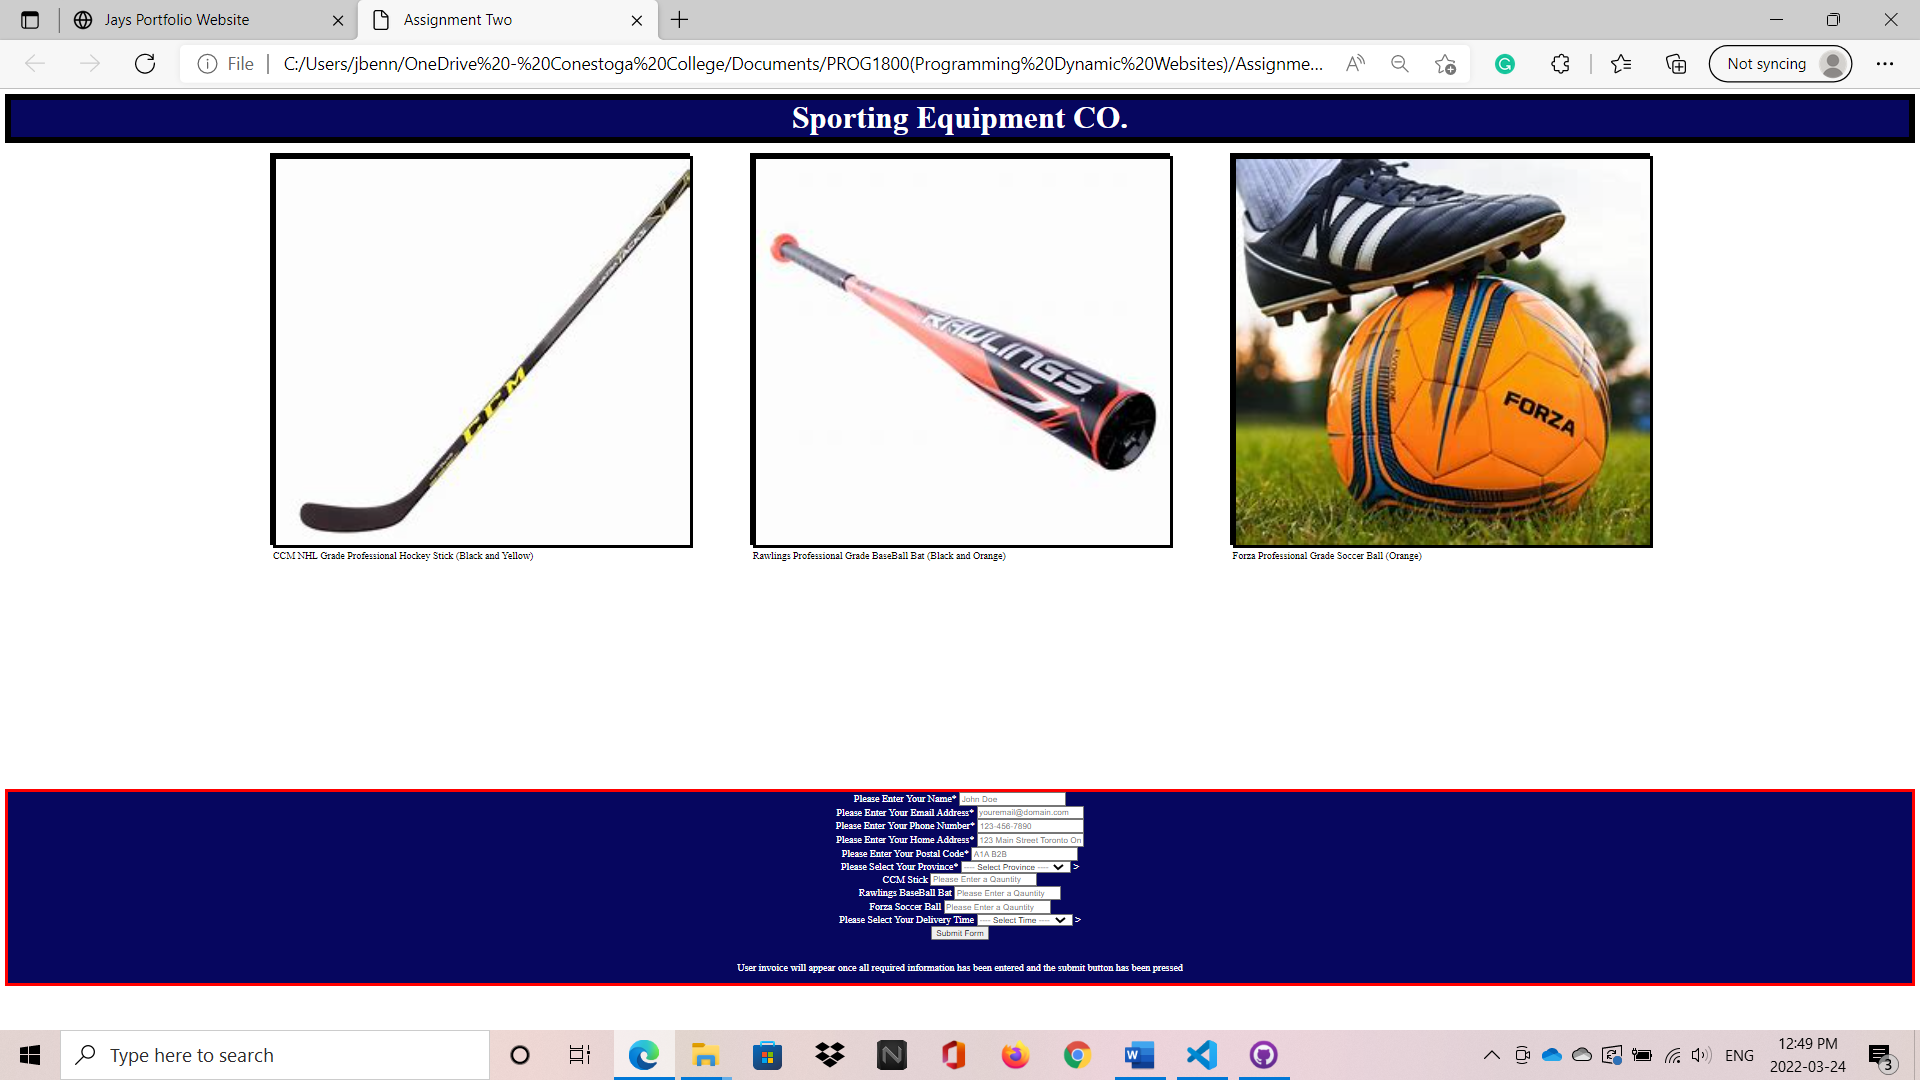 Jays Portfolio Website
Assignment Two
File
C:/Users/jbenn/OneDrive%20-%20Conestoga%20College/Documents/PROG1800(Programming%20Dynamic%20Websites)/Assignme...
Not syncing
Sporting Equipment CO.
CCM
RAWLINGS
FORZA
CCM NHL Grade Professional Hockey Stick (Black and Yellow)
Rawlings Professional Grade BaseBall Bat (Black and Orange)
Forza Professional Grade Soccer Ball (Orange)
Please Enter Your Name* John Doe
Please Enter Your Email Address* youremail@domain.com
Please Enter Your Phone Number* 123-456-7890
Please Enter Your Home Address* 123 Main Street Toronto On
Please Enter Your Postal Code* A1A B2B
Please Select Your Province* ---- Select Province ---- >
CCM Stick Please Enter a Qauntity
Rawlings BaseBall Bat Please Enter a Qauntity
Forza Soccer Ball Please Enter a Qauntity
Please Select Your Delivery Time ---- Select Time ---- >
Submit Form
User invoice will appear once all required information has been entered and the submit button has been pressed
Type here to search
ENG
12:49 PM
2022-03-24
3